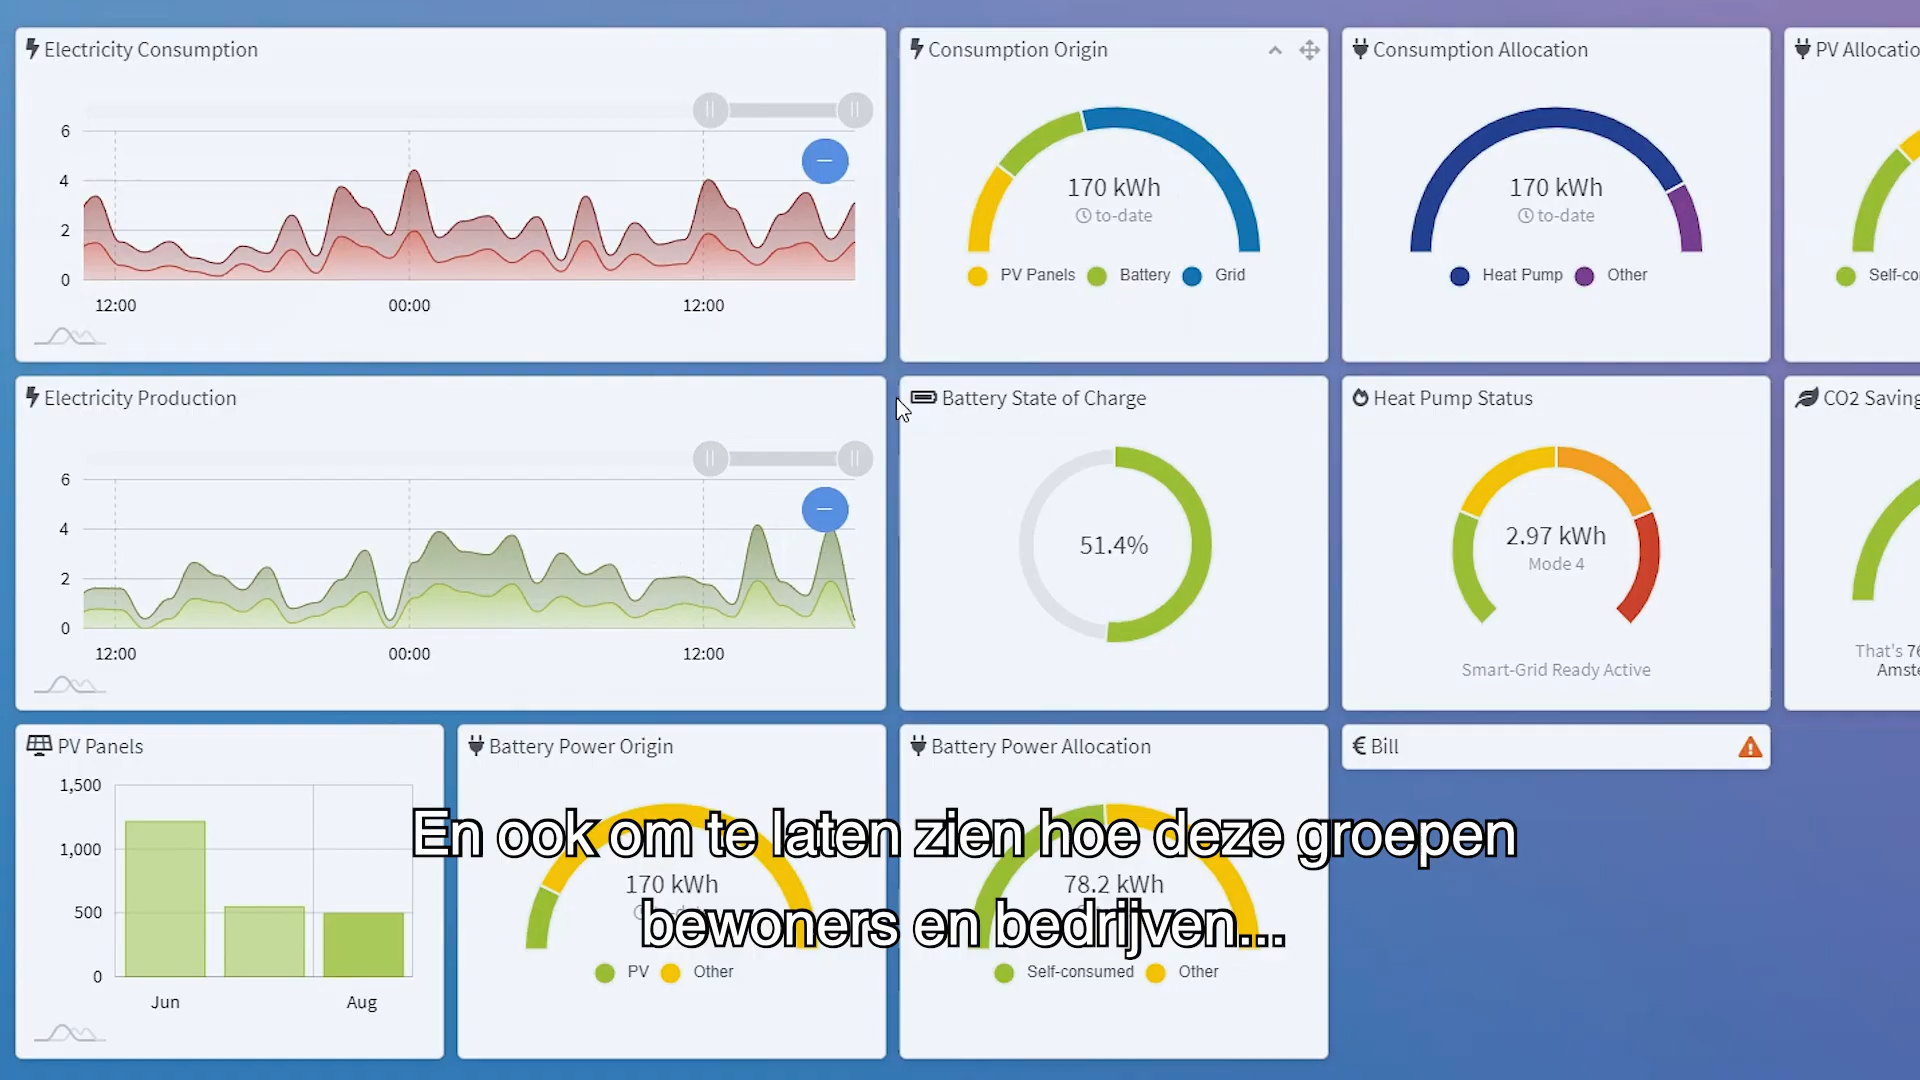 Electricity Consumption
6
4
2
0
12:00
00:00
12:00
Consumption Origin
170 kWh
to-date
PV Panels
Battery
Grid
Consumption Allocation
170 kWh
to-date
Heat Pump
Other
PV Allocatio
Self-co
Electricity Production
6
4
2
0
12:00
00:00
12:00
Battery State of Charge
51.4%
Heat Pump Status
2.97 kWh
Mode 4
Smart-Grid Ready Active
CO2 Saving
That's 76
Amste
PV Panels
1,500
1,000
500
0
Jun
Aug
Battery Power Origin
170 kWh
PV
Other
Battery Power Allocation
78.2 kWh
Self-consumed
Other
€ Bill
En ook om te laten zien hoe deze groepen
bewoners en bedrijven...